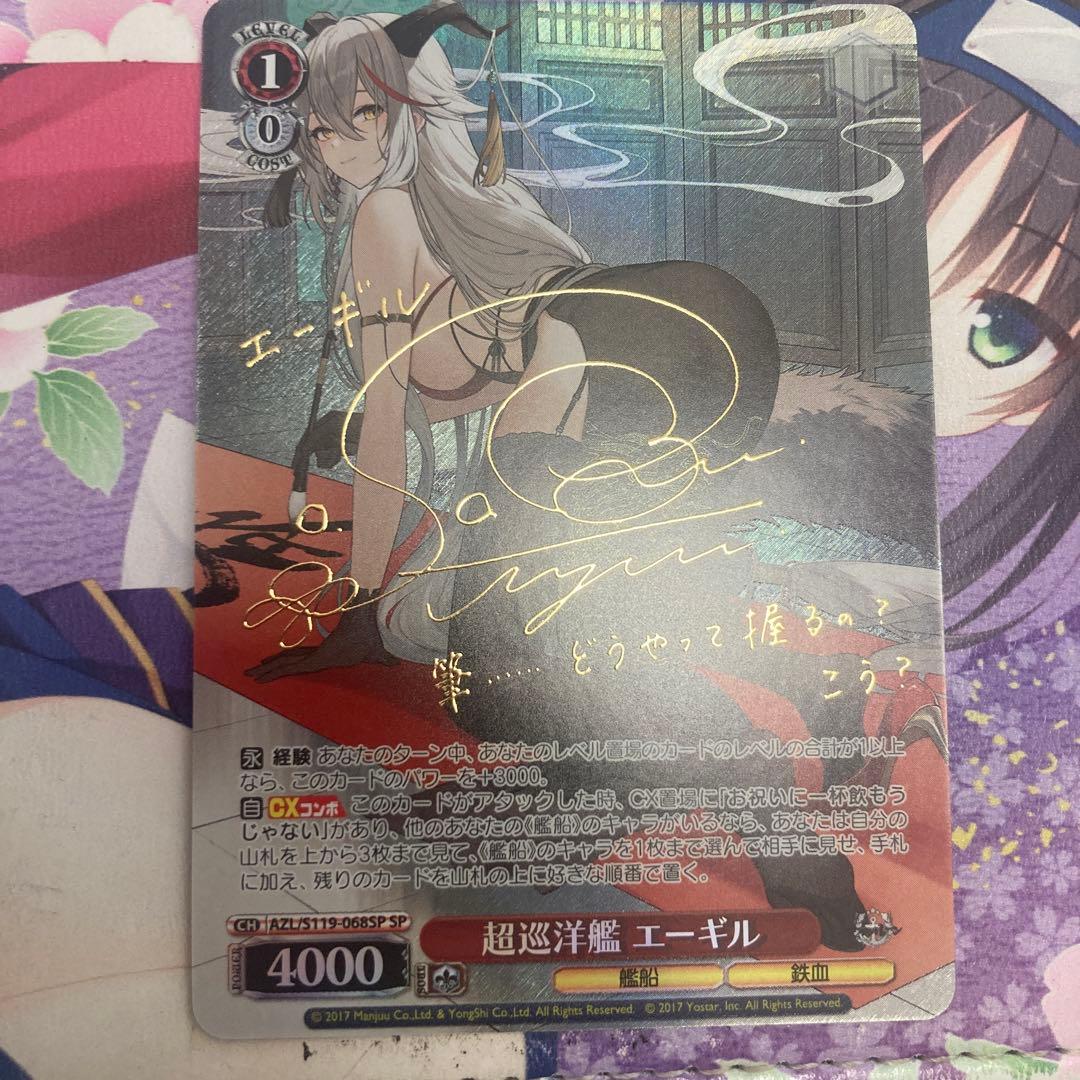 LEVEL
1
0
COST
エーギル
筆……どうやって握るの?
こう?
永 経験 あなたのターン中、あなたのレベル置場のカードのレベルの合計が1以上
なら、このカードのパワーを+3000。
自 CXコンボ このカードがアタックした時、CX置場に「お祝いに一杯飲もう
じゃない」があり、他のあなたの《艦船》のキャラがいるなら、あなたは自分の
山札を上から3枚まで見て、《艦船》のキャラを1枚まで選んで相手に見せ、手札
に加え、残りのカードを山札の上に好きな順番で置く。
CH AZL/S119-068SP SP
超巡洋艦 エーギル
POWER 4000 SOUL
艦船 鉄血
© 2017 Manjuu Co.,Ltd. & YongShi Co.,Ltd. All Rights Reserved. © 2017 Yostar, Inc. All Rights Reserved.